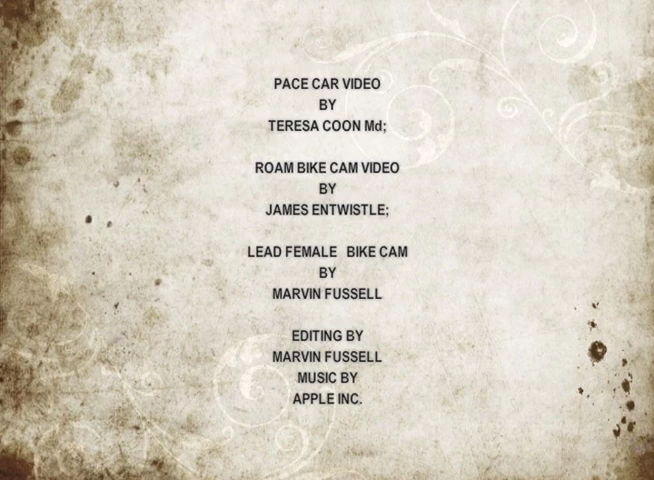 PACE CAR VIDEO
BY
TERESA COON Md;
ROAM BIKE CAM VIDEO
BY
JAMES ENTWISTLE;
LEAD FEMALE BIKE CAM
BY
MARVIN FUSSELL
EDITING BY
MARVIN FUSSELL
MUSIC BY
APPLE INC.